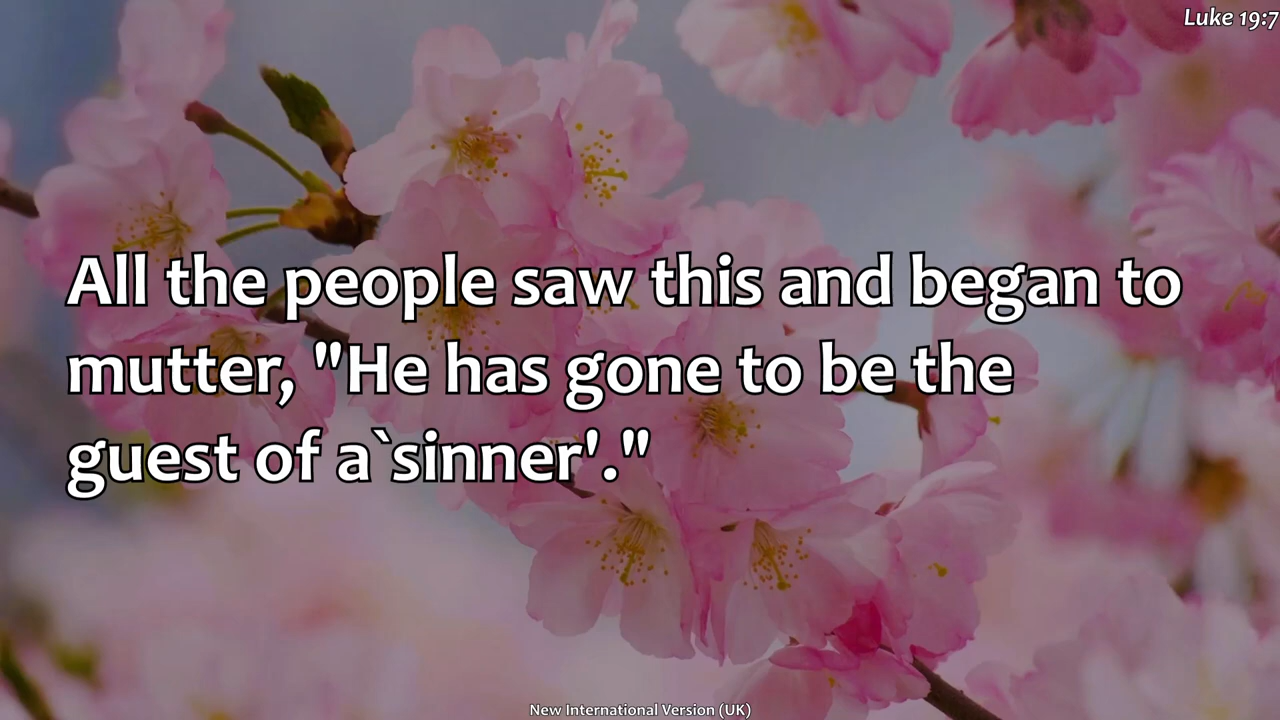 Luke 19:7
All the people saw this and began to
mutter, "He has gone to be the
guest of a`sinner'."
New International Version (UK)